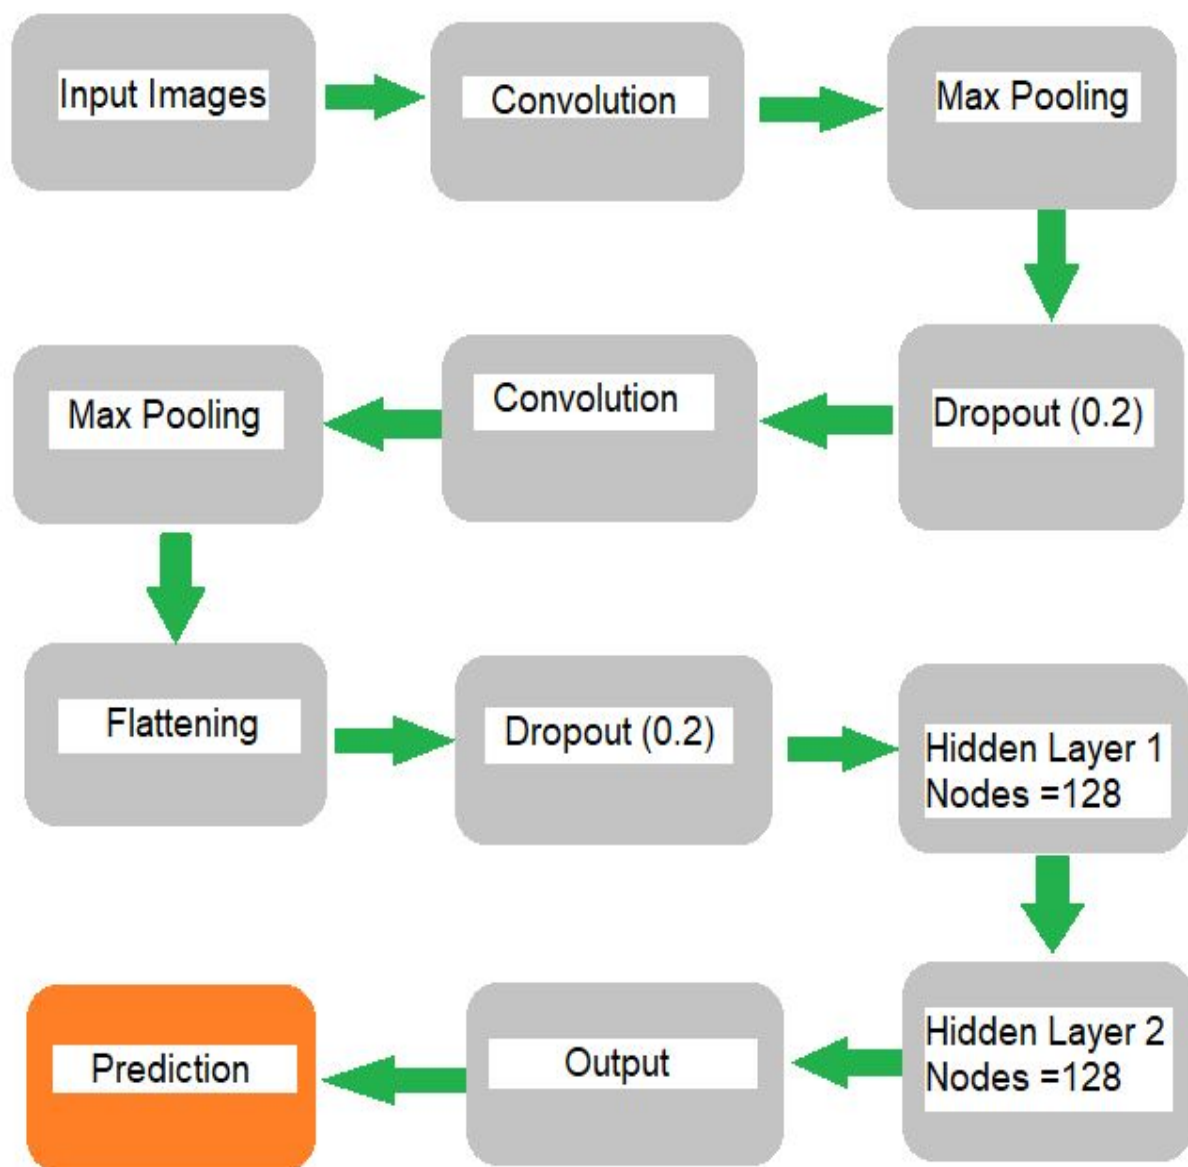 Input Images
Convolution
Max Pooling
Dropout (0.2)
Convolution
Max Pooling
Flattening
Dropout (0.2)
Hidden Layer 1
Nodes =128
Hidden Layer 2
Nodes =128
Output
Prediction